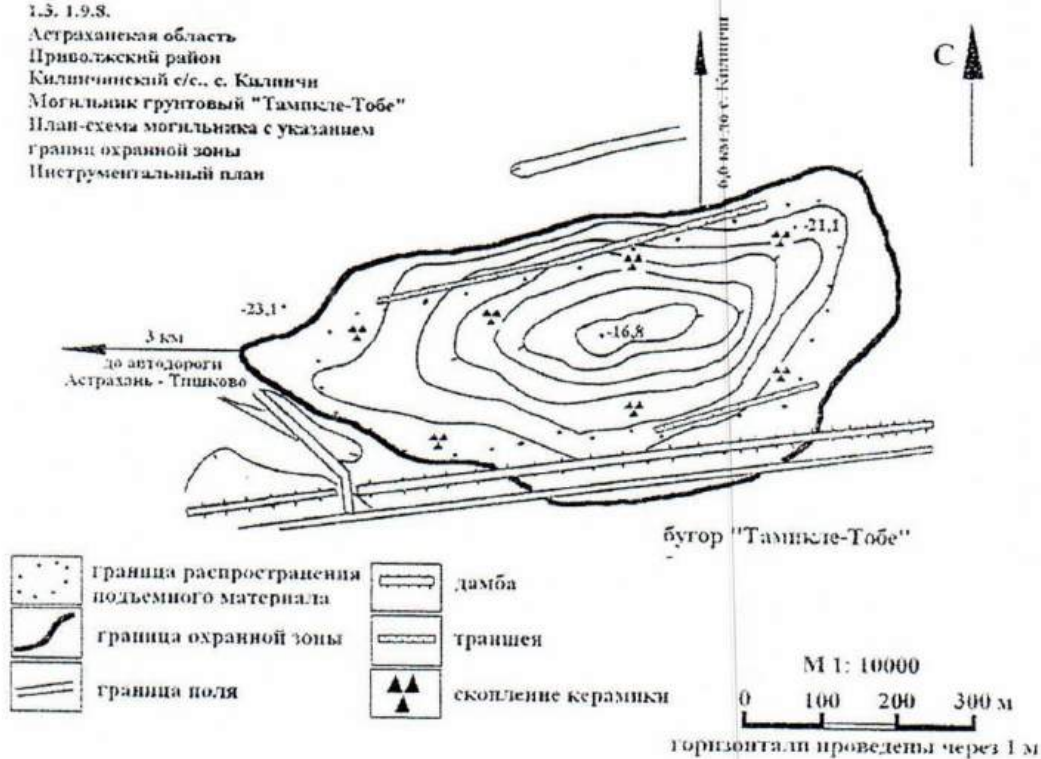 1.3. 1.9.8.
Астраханская область
Приволжский район
Килинчинский с/с., с. Килинчи
Могильник грунтовый "Тампкле-Тобе"
План-схема могильника с указанием
границ охранной зоны
Инструментальный план
6,6 км до с. Килинчи
С
-21,1
-23,1
-16,8
3 км
до автодороги
Астрахань - Тишково
бугор "Тампкле-Тобе"
граница распространения
подъемного материала
граница охранной зоны
граница поля
дамба
траншея
скопление керамики
М 1: 10000
0 100 200 300 м
горизонтали проведены через 1 м